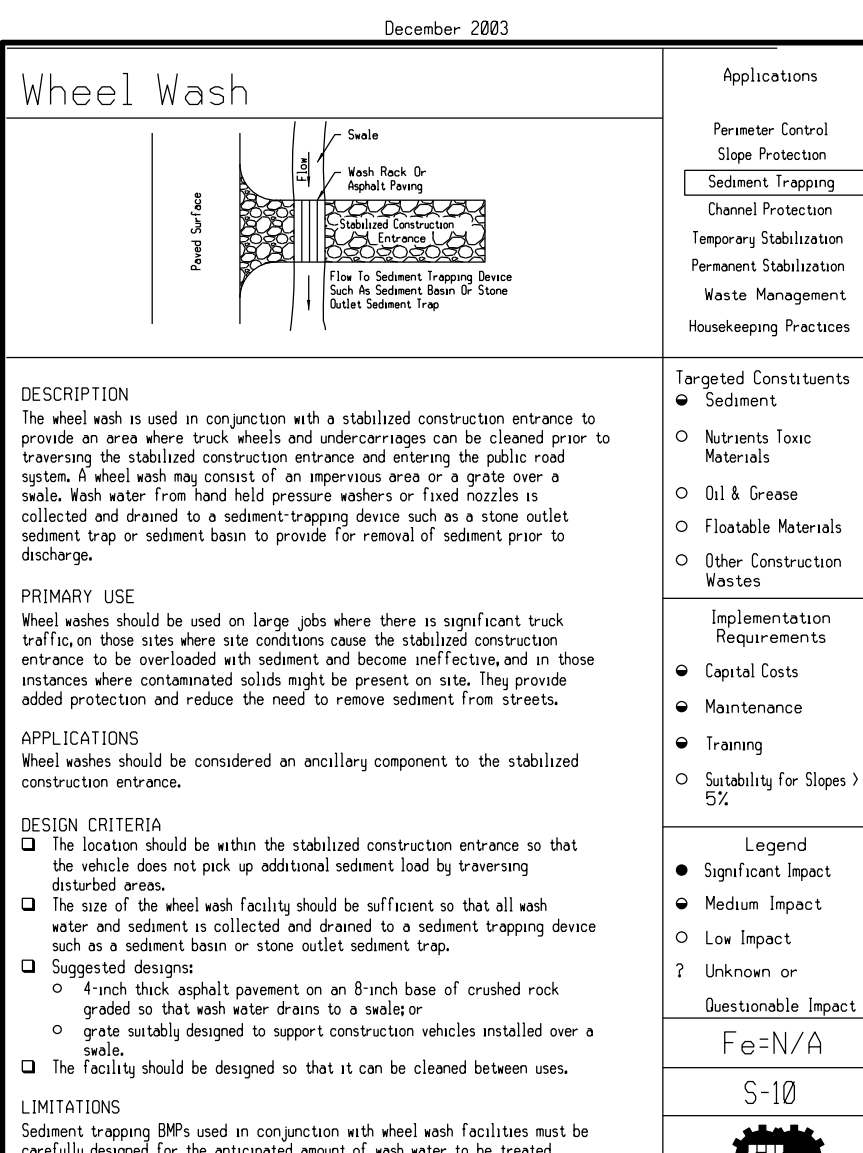 December 2003
Wheel Wash
Swale
Flow
Wash Rack Or
Asphalt Paving
Paved Surface
Stabilized Construction
Entrance
Flow To Sediment Trapping Device
Such As Sediment Basin Or Stone
Outlet Sediment Trap
DESCRIPTION
The wheel wash is used in conjunction with a stabilized construction entrance to
provide an area where truck wheels and undercarriages can be cleaned prior to
traversing the stabilized construction entrance and entering the public road
system. A wheel wash may consist of an impervious area or a grate over a
swale. Wash water from hand held pressure washers or fixed nozzles is
collected and drained to a sediment-trapping device such as a stone outlet
sediment trap or sediment basin to provide for removal of sediment prior to
discharge.
PRIMARY USE
Wheel washes should be used on large jobs where there is significant truck
traffic, on those sites where site conditions cause the stabilized construction
entrance to be overloaded with sediment and become ineffective, and in those
instances where contaminated solids might be present on site. They provide
added protection and reduce the need to remove sediment from streets.
APPLICATIONS
Wheel washes should be considered an ancillary component to the stabilized
construction entrance.
DESIGN CRITERIA
The location should be within the stabilized construction entrance so that
the vehicle does not pick up additional sediment load by traversing
disturbed areas.
The size of the wheel wash facility should be sufficient so that all wash
water and sediment is collected and drained to a sediment trapping device
such as a sediment basin or stone outlet sediment trap.
Suggested designs:
4-inch thick asphalt pavement on an 8-inch base of crushed rock
graded so that wash water drains to a swale; or
grate suitably designed to support construction vehicles installed over a
swale.
The facility should be designed so that it can be cleaned between uses.
LIMITATIONS
Sediment trapping BMPs used in conjunction with wheel wash facilities must be
carefully designed for the anticipated amount of wash water to be treated.
Applications
Perimeter Control
Slope Protection
Sediment Trapping
Channel Protection
Temporary Stabilization
Permanent Stabilization
Waste Management
Housekeeping Practices
Targeted Constituents
Sediment
Nutrients Toxic
Materials
Oil & Grease
Floatable Materials
Other Construction
Wastes
Implementation
Requirements
Capital Costs
Maintenance
Training
Suitability for Slopes >
5%
Legend
Significant Impact
Medium Impact
Low Impact
? Unknown or
Questionable Impact
Fe=N/A
S-10